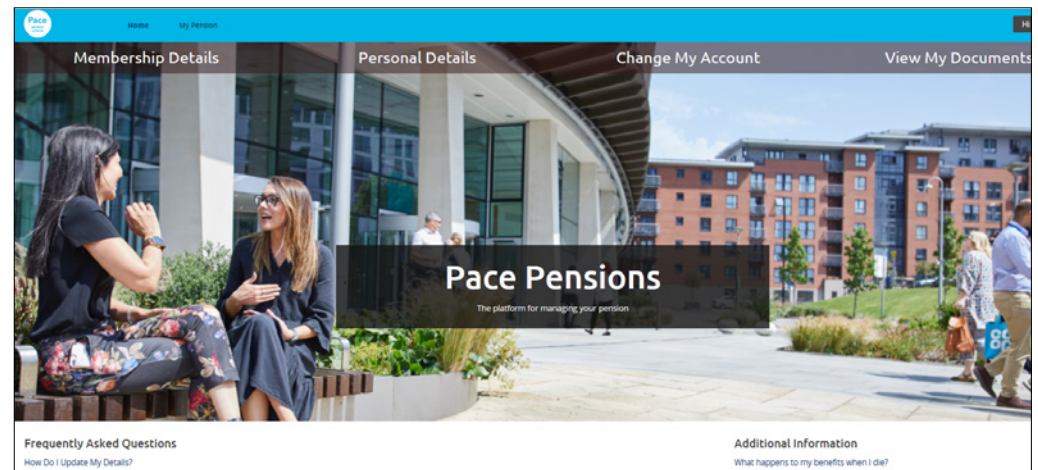 Pace
Home My Pension Hi
Membership Details Personal Details Change My Account View My Documents
Pace Pensions
The platform for managing your pension
Frequently Asked Questions Additional Information
How Do I Update My Details? What happens to my benefits when I die?